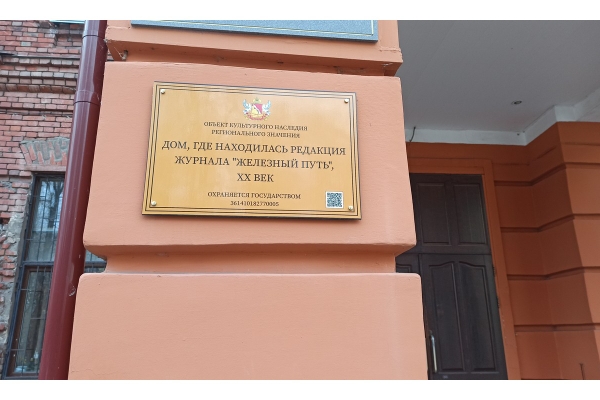 ОБЪЕКТ КУЛЬТУРНОГО НАСЛЕДИЯ
РЕГИОНАЛЬНОГО ЗНАЧЕНИЯ
ДОМ, ГДЕ НАХОДИЛАСЬ РЕДАКЦИЯ
ЖУРНАЛА "ЖЕЛЕЗНЫЙ ПУТЬ",
XX ВЕК
ОХРАНЯЕТСЯ ГОСУДАРСТВОМ
361410182770005